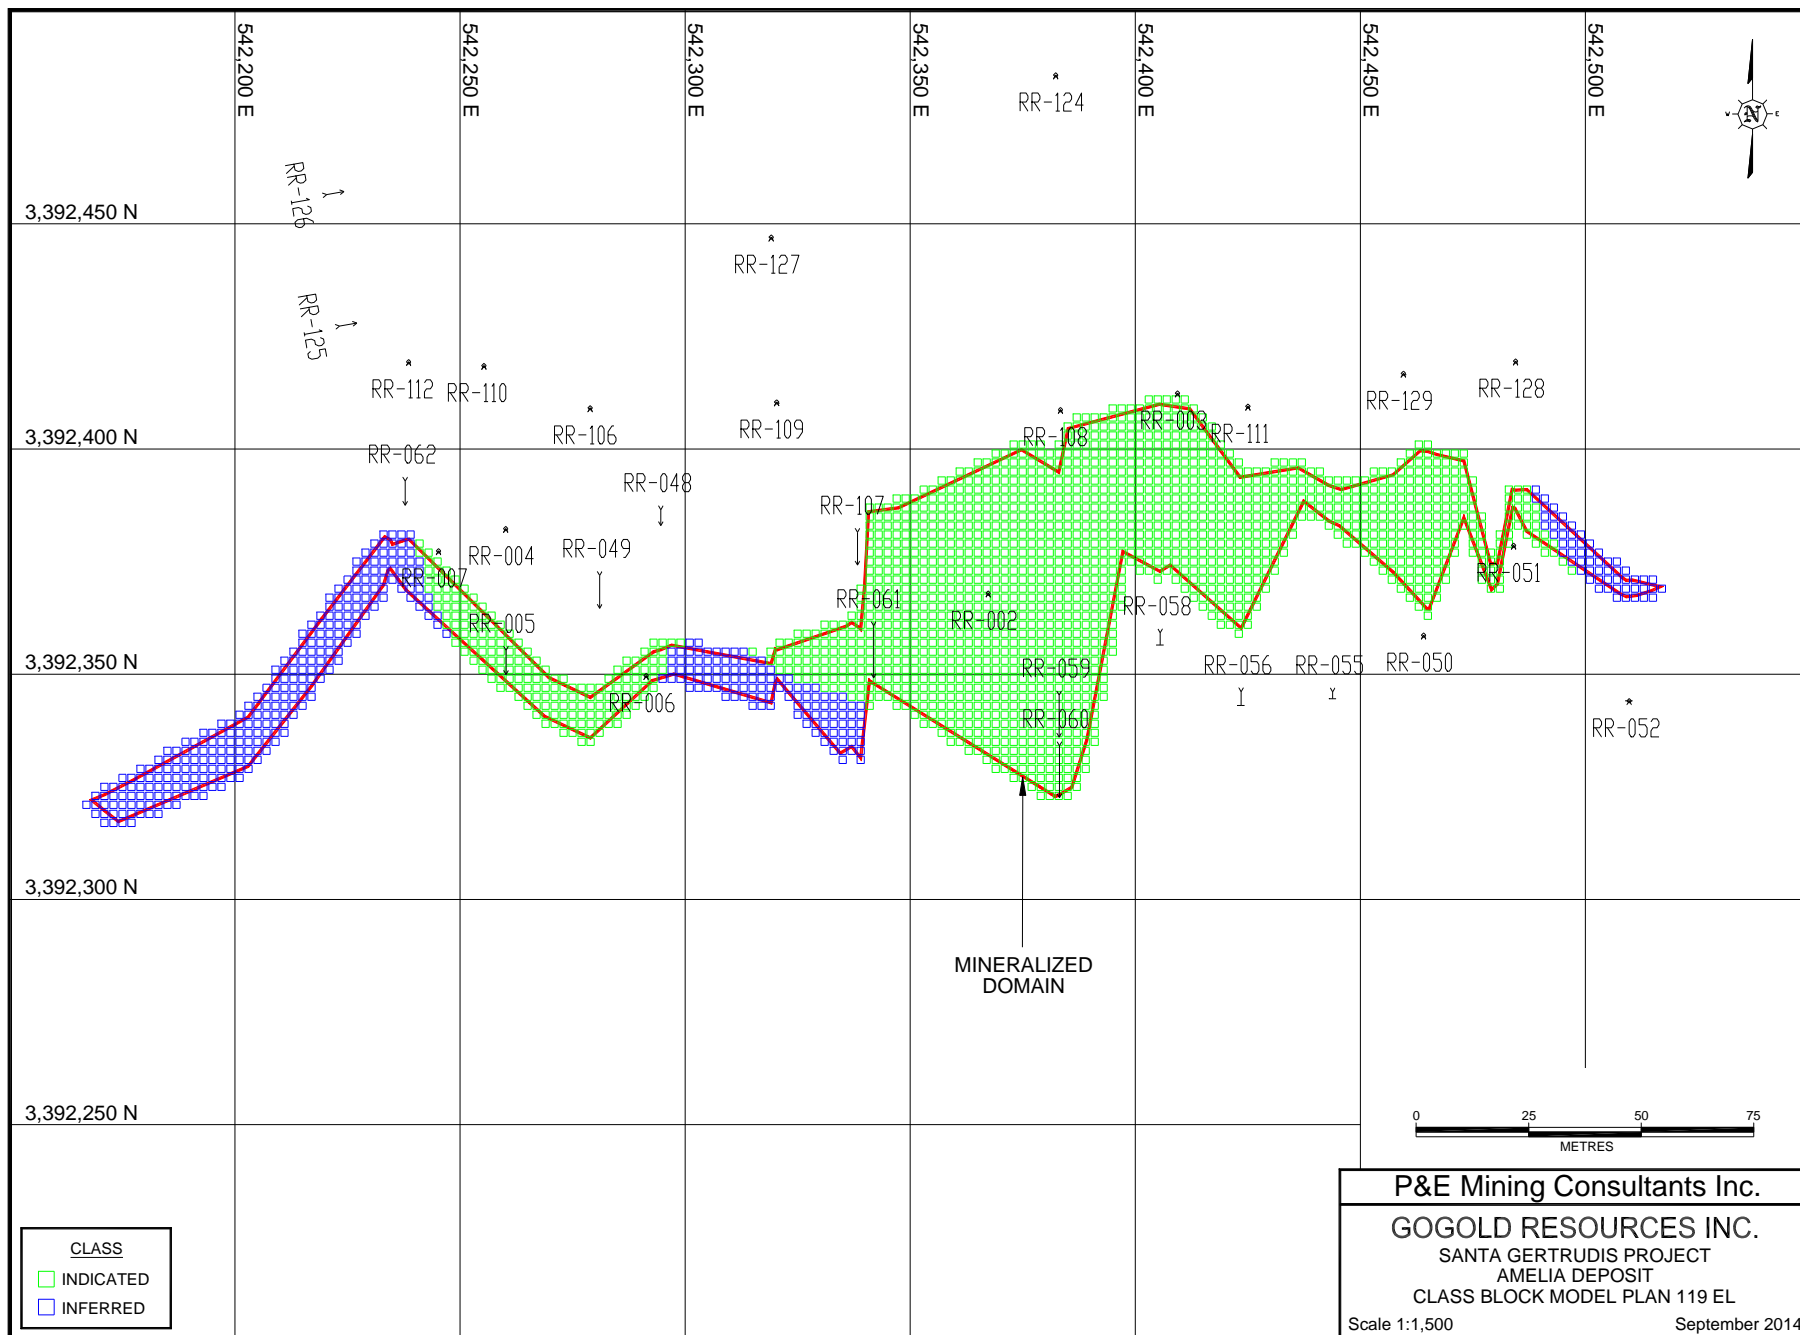 542,200 E
542,250 E
542,300 E
542,350 E
542,400 E
542,450 E
542,500 E
N
W
E
RR-124
RR-126
3,392,450 N
RR-127
RR-125
RR-112
RR-110
RR-129
RR-128
RR-106
RR-109
RR-108
RR-003
RR-111
3,392,400 N
RR-062
RR-048
RR-107
RR-049
RR-004
RR-007
RR-051
RR-061
RR-058
RR-005
RR-002
3,392,350 N
RR-059
RR-056
RR-055
RR-050
RR-006
RR-060
RR-052
3,392,300 N
MINERALIZED
DOMAIN
3,392,250 N
0 25 50 75
METRES
P&E Mining Consultants Inc.
GOGOLD RESOURCES INC.
SANTA GERTRUDIS PROJECT
AMELIA DEPOSIT
CLASS BLOCK MODEL PLAN 119 EL
Scale 1:1,500 September 2014
CLASS
INDICATED
INFERRED